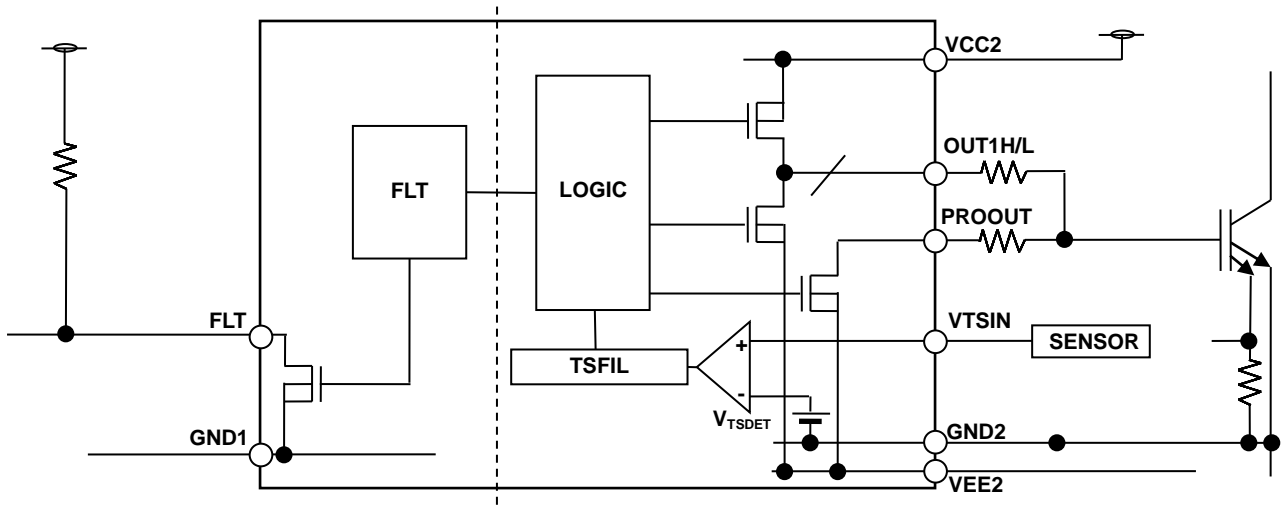 VCC2
OUT1H/L
FLT
LOGIC
PROOUT
FLT
VTSIN
SENSOR
+
TSFIL
-
VTSDET
GND1
GND2
VEE2